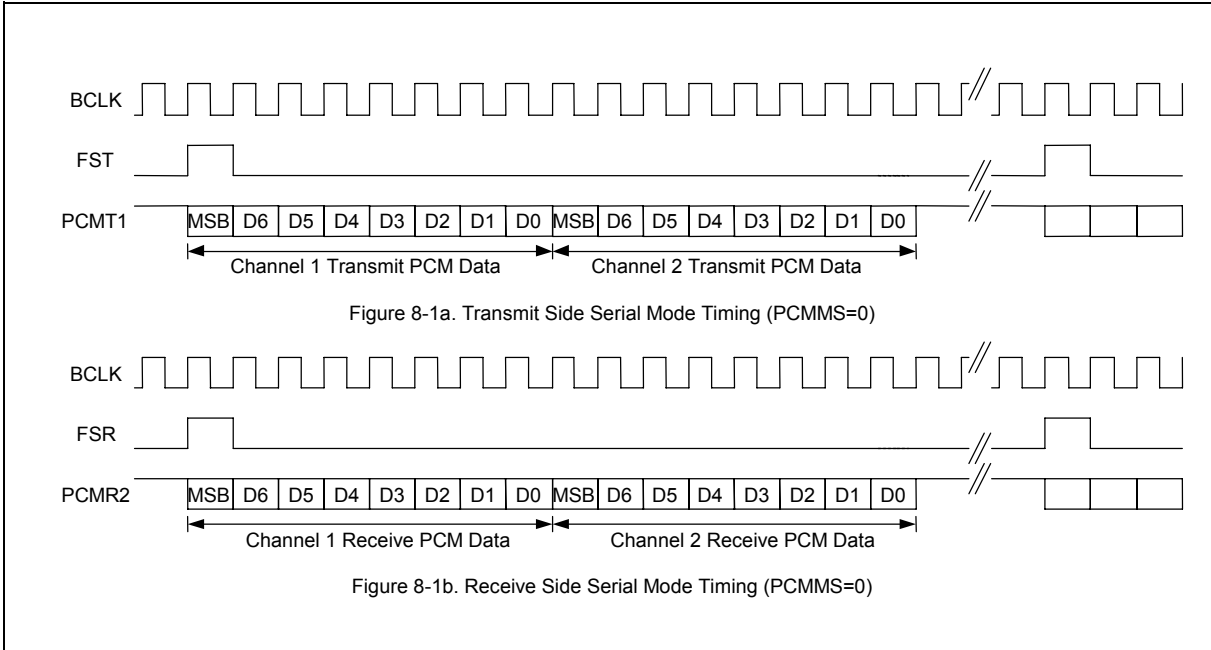 BCLK
FST
PCMT1
MSB D6 D5 D4 D3 D2 D1 D0 MSB D6 D5 D4 D3 D2 D1 D0
Channel 1 Transmit PCM Data Channel 2 Transmit PCM Data
Figure 8-1a. Transmit Side Serial Mode Timing (PCMMS=0)
BCLK
FSR
PCMR2
MSB D6 D5 D4 D3 D2 D1 D0 MSB D6 D5 D4 D3 D2 D1 D0
Channel 1 Receive PCM Data Channel 2 Receive PCM Data
Figure 8-1b. Receive Side Serial Mode Timing (PCMMS=0)